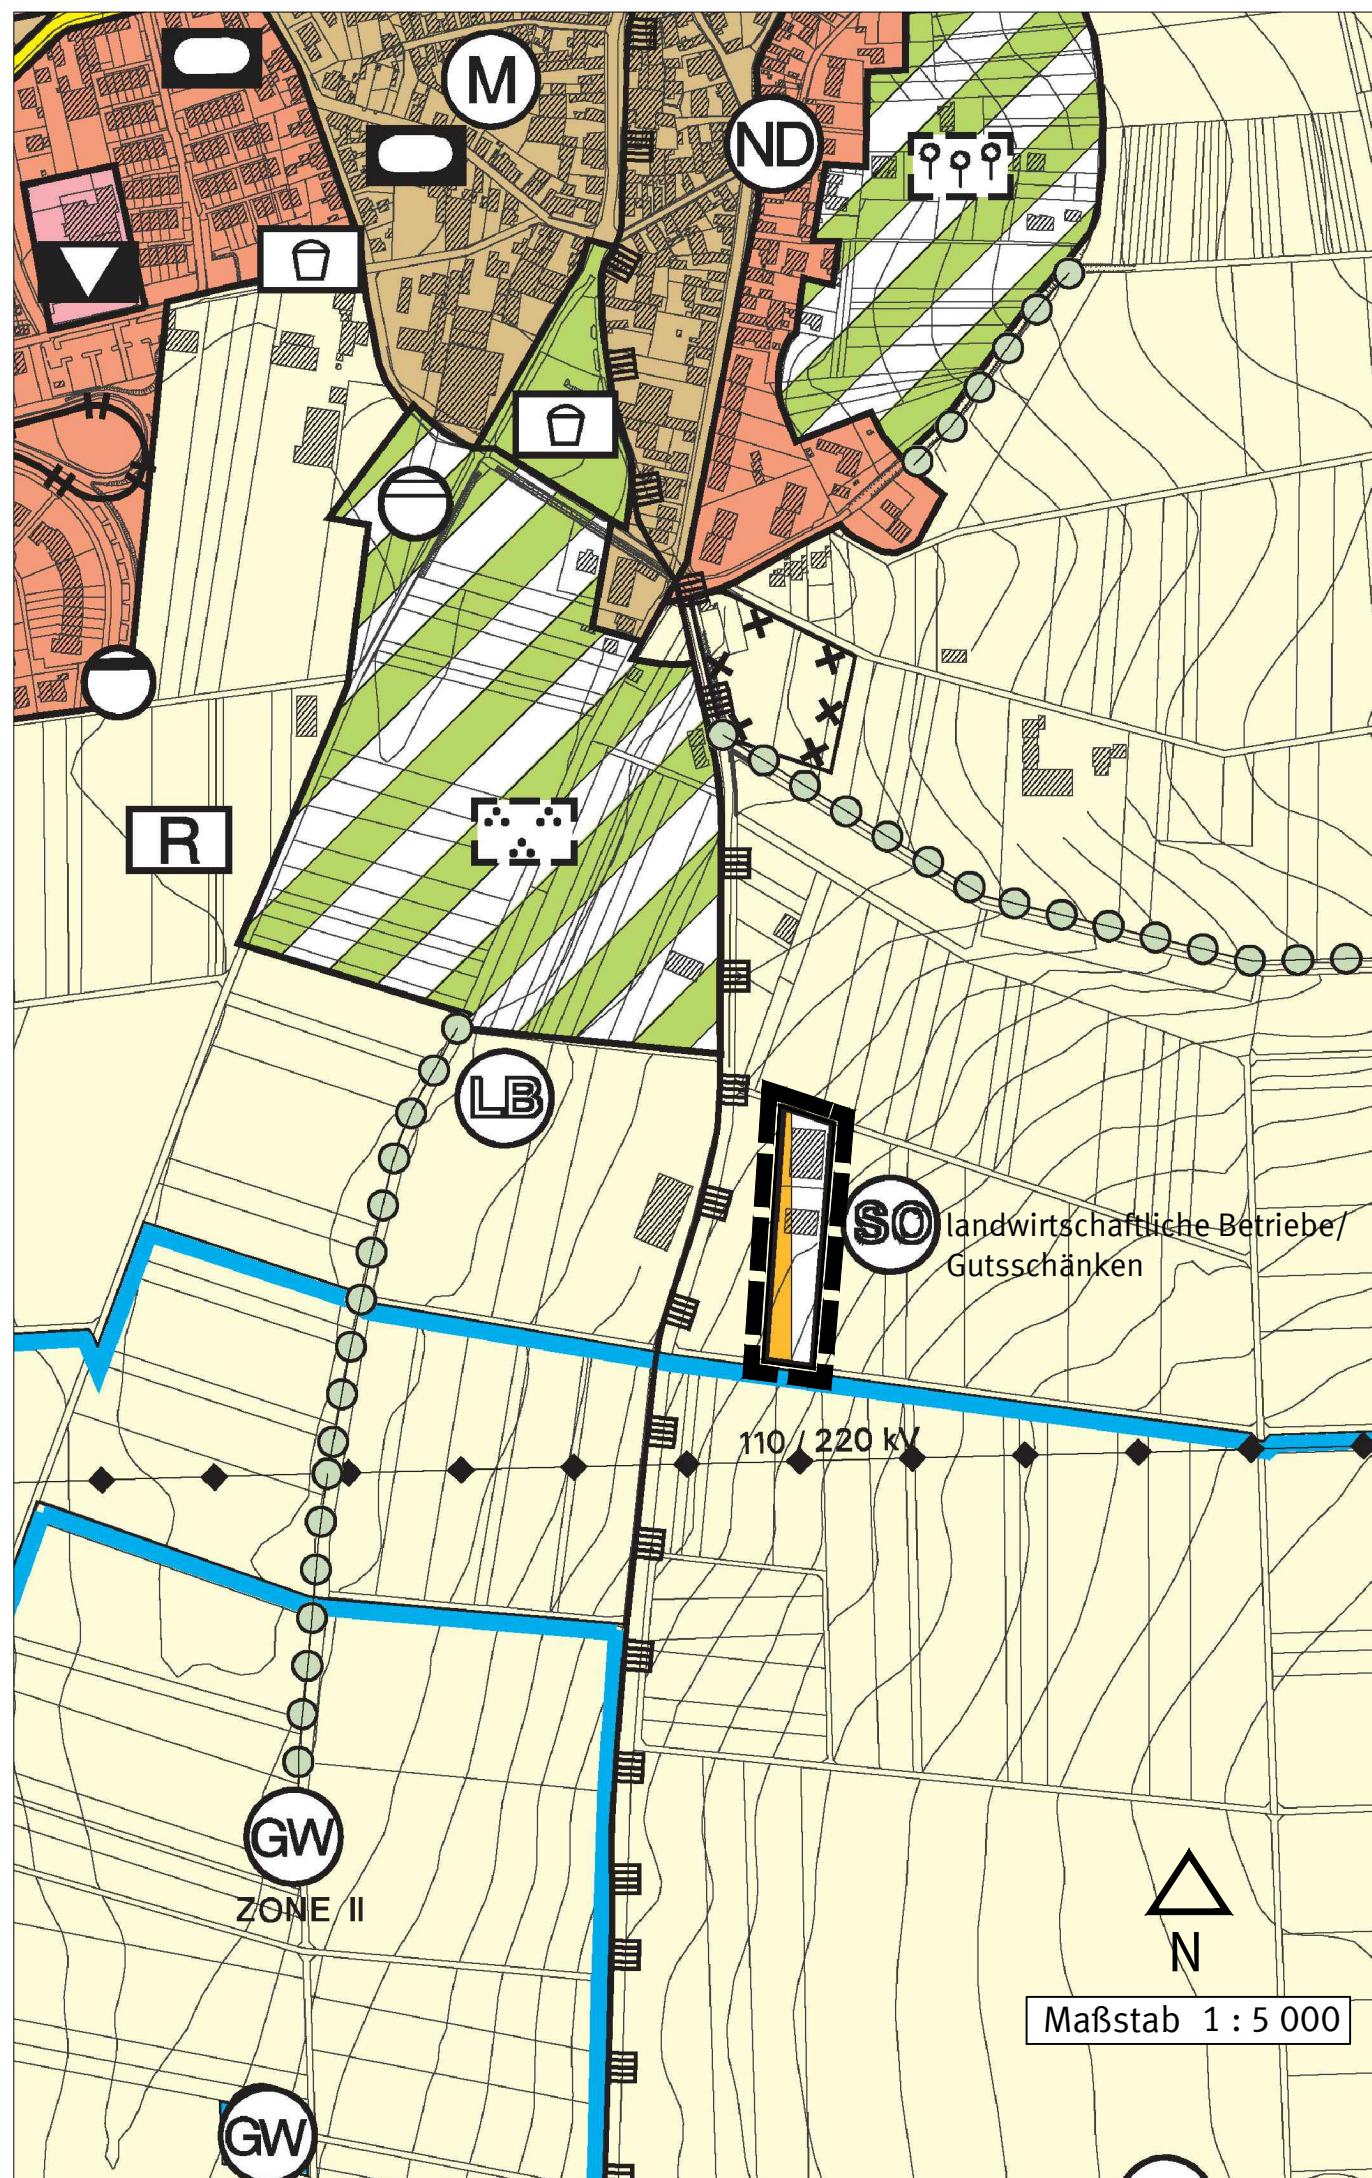 M
ND
R
LB
SO
landwirtschaftliche Betriebe/
Gutsschänken
110 / 220 kV
GW
ZONE II
N
Maßstab 1 : 5 000
GW